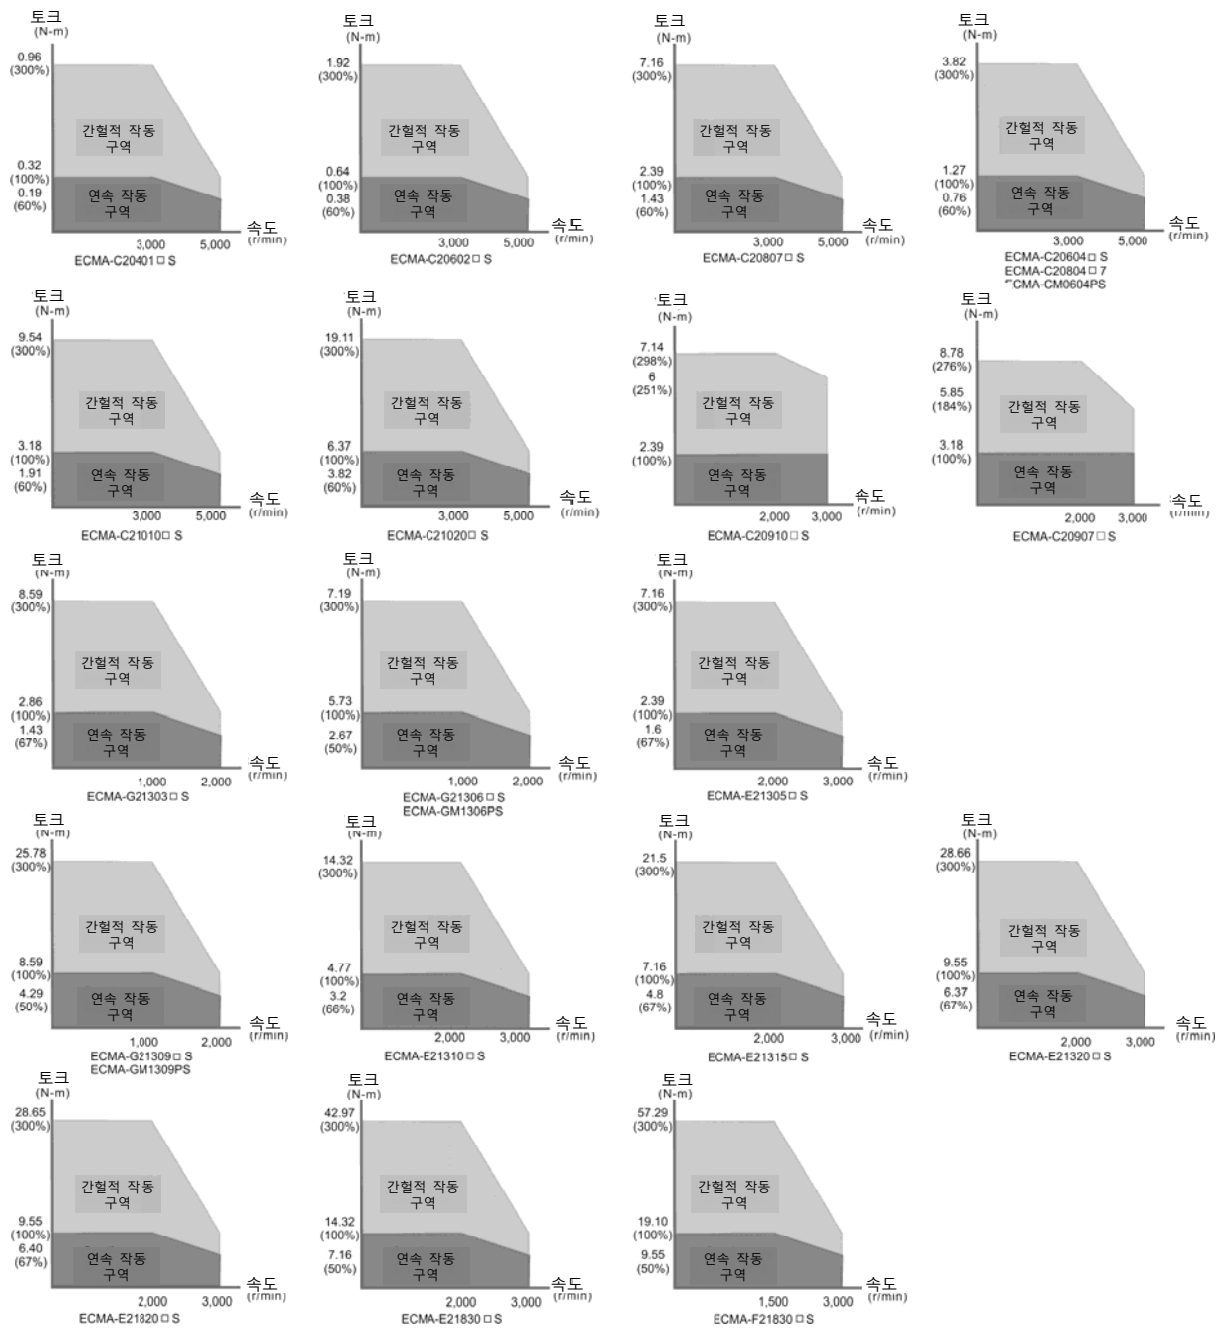 토크
(N-m)
0.96
(300%)
간헐적 작동
구역
0.32
(100%)
0.19
(60%)
연속 작동
구역
속도
(r/min)
3,000
5,000
ECMA-C20401□ S
토크
(N-m)
1.92
(300%)
간헐적 작동
구역
0.64
(100%)
0.38
(60%)
연속 작동
구역
속도
(r/min)
3,000
5,000
ECMA-C20602□ S
토크
(N-m)
7.16
(300%)
간헐적 작동
구역
2.39
(100%)
1.43
(60%)
연속 작동
구역
속도
(r/min)
3,000
5,000
ECMA-C20807□ S
토크
(N-m)
3.82
(300%)
간헐적 작동
구역
1.27
(100%)
0.76
(60%)
연속 작동
구역
속도
(r/min)
3,000
5,000
ECMA-C20604□ S
ECMA-C20804□ 7
ECMA-CM0604PS
토크
(N-m)
9.54
(300%)
간헐적 작동
구역
3.18
(100%)
1.91
(60%)
연속 작동
구역
속도
(r/min)
3,000
5,000
ECMA-C21010□ S
토크
(N-m)
19.11
(300%)
간헐적 작동
구역
6.37
(100%)
3.82
(60%)
연속 작동
구역
속도
(r/min)
3,000
5,000
ECMA-C21020□ S
토크
(N-m)
7.14
(298%)
6
(251%)
간헐적 작동
구역
2.39
(100%)
연속 작동
구역
속도
(r/min)
2,000
3,000
ECMA-C20910□ S
토크
(N-m)
8.78
(276%)
5.85
(184%)
간헐적 작동
구역
3.18
(100%)
연속 작동
구역
속도
(r/min)
2,000
3,000
ECMA-C20907□ S
토크
(N-m)
8.59
(300%)
간헐적 작동
구역
2.86
(100%)
1.43
(67%)
연속 작동
구역
속도
(r/min)
1,000
2,000
ECMA-G21303□ S
토크
(N-m)
7.19
(300%)
간헐적 작동
구역
5.73
(100%)
2.67
(50%)
연속 작동
구역
속도
(r/min)
1,000
2,000
ECMA-G21306□ S
ECMA-GM1306PS
토크
(N-m)
7.16
(300%)
간헐적 작동
구역
2.39
(100%)
1.6
(67%)
연속 작동
구역
속도
(r/min)
2,000
3,000
ECMA-E21305□ S
토크
(N-m)
25.78
(300%)
간헐적 작동
구역
8.59
(100%)
4.29
(50%)
연속 작동
구역
속도
(r/min)
1,000
2,000
ECMA-G21309□ S
ECMA-GM1309PS
토크
(N-m)
14.32
(300%)
간헐적 작동
구역
4.77
(100%)
3.2
(66%)
연속 작동
구역
속도
(r/min)
2,000
3,000
ECMA-E21310□ S
토크
(N-m)
21.5
(300%)
간헐적 작동
구역
7.16
(100%)
4.8
(67%)
연속 작동
구역
속도
(r/min)
2,000
3,000
ECMA-E21315□ S
토크
(N-m)
28.66
(300%)
간헐적 작동
구역
9.55
(100%)
6.37
(67%)
연속 작동
구역
속도
(r/min)
2,000
3,000
ECMA-E21320□ S
토크
(N-m)
28.65
(300%)
간헐적 작동
구역
9.55
(100%)
6.40
(67%)
연속 작동
구역
속도
(r/min)
2,000
3,000
ECMA-E21820□ S
토크
(N-m)
42.97
(300%)
간헐적 작동
구역
14.32
(100%)
7.16
(50%)
연속 작동
구역
속도
(r/min)
2,000
3,000
ECMA-E21830□ S
토크
(N-m)
57.29
(300%)
간헐적 작동
구역
19.10
(100%)
9.55
(50%)
연속 작동
구역
속도
(r/min)
1,500
3,000
ECMA-F21830□ S